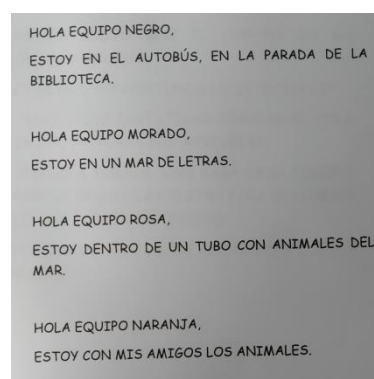 HOLA EQUIPO NEGRO,
ESTOY EN EL AUTOBÚS, EN LA PARADA DE LA
BIBLIOTECA.
HOLA EQUIPO MORADO,
ESTOY EN UN MAR DE LETRAS.
HOLA EQUIPO ROSA,
ESTOY DENTRO DE UN TUBO CON ANIMALES DEL
MAR.
HOLA EQUIPO NARANJA,
ESTOY CON MIS AMIGOS LOS ANIMALES.